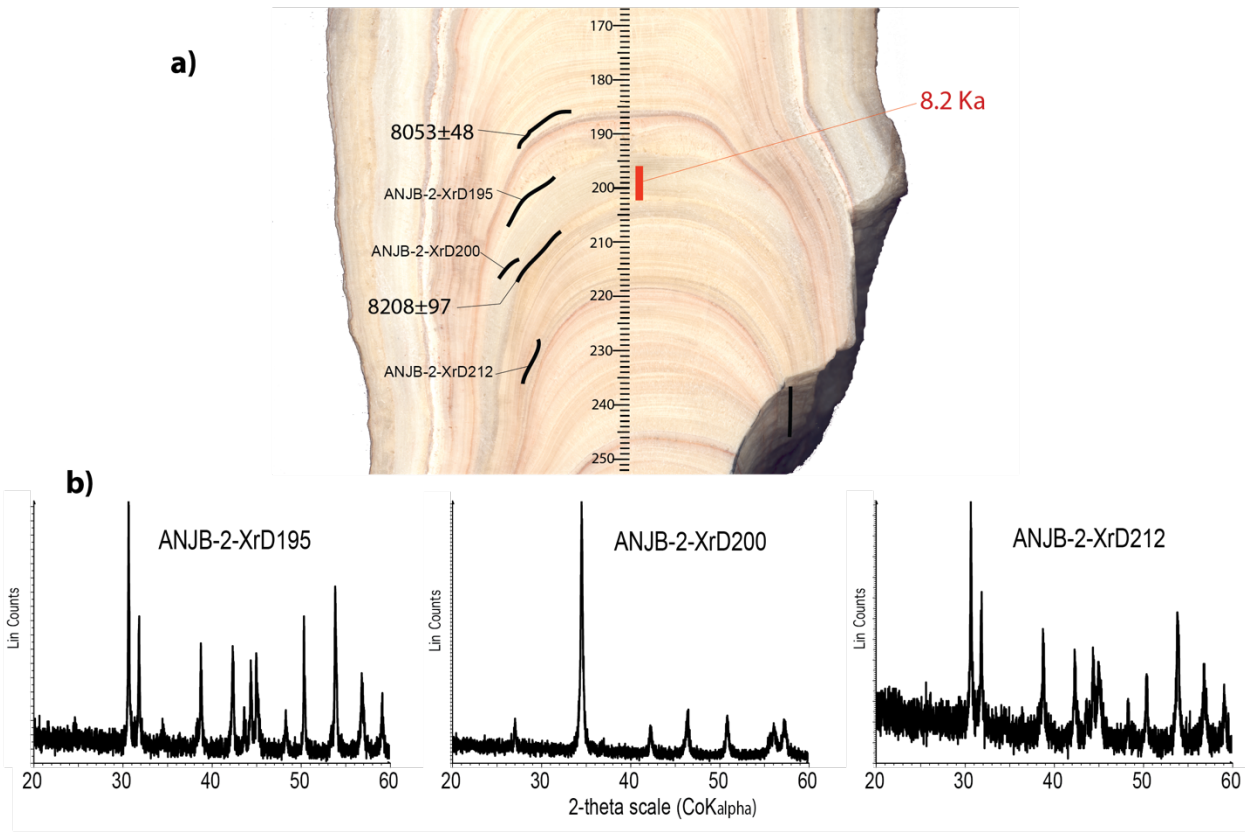 a)
170
180
8.2 Ka
8053±48
190
ANJB-2-XrD195
200
210
ANJB-2-XrD200
8208±97
220
230
ANJB-2-XrD212
240
250
b)
ANJB-2-XrD195
Lin Counts
20 30 40 50 60
ANJB-2-XrD200
Lin Counts
20 30 40 50 60
ANJB-2-XrD212
Lin Counts
20 30 40 50 60
2-theta scale (CoKalpha)